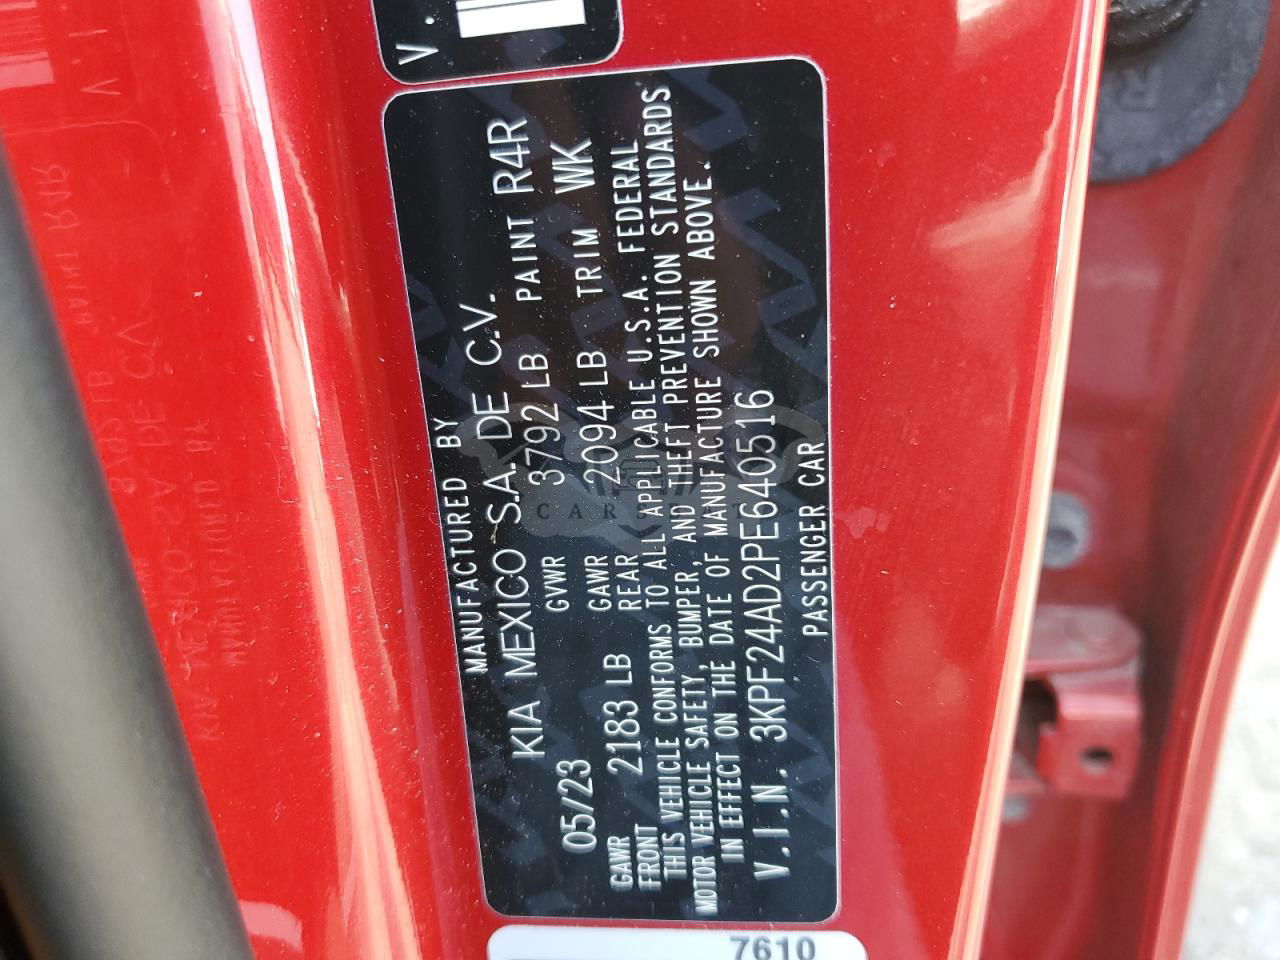 V.
MANUFACTURED BY
KIA MEXICO S.A. DE C.V.
05/23 GVWR 3792 LB PAINT R4R
GAWR FRONT 2183 LB GAWR REAR 2094 LB TRIM WK
THIS VEHICLE CONFORMS TO ALL APPLICABLE U.S.A. FEDERAL
MOTOR VEHICLE SAFETY, BUMPER, AND THEFT PREVENTION STANDARDS
IN EFFECT ON THE DATE OF MANUFACTURE SHOWN ABOVE.
V.I.N. 3KPF24AD2PE640516
PASSENGER CAR
7610